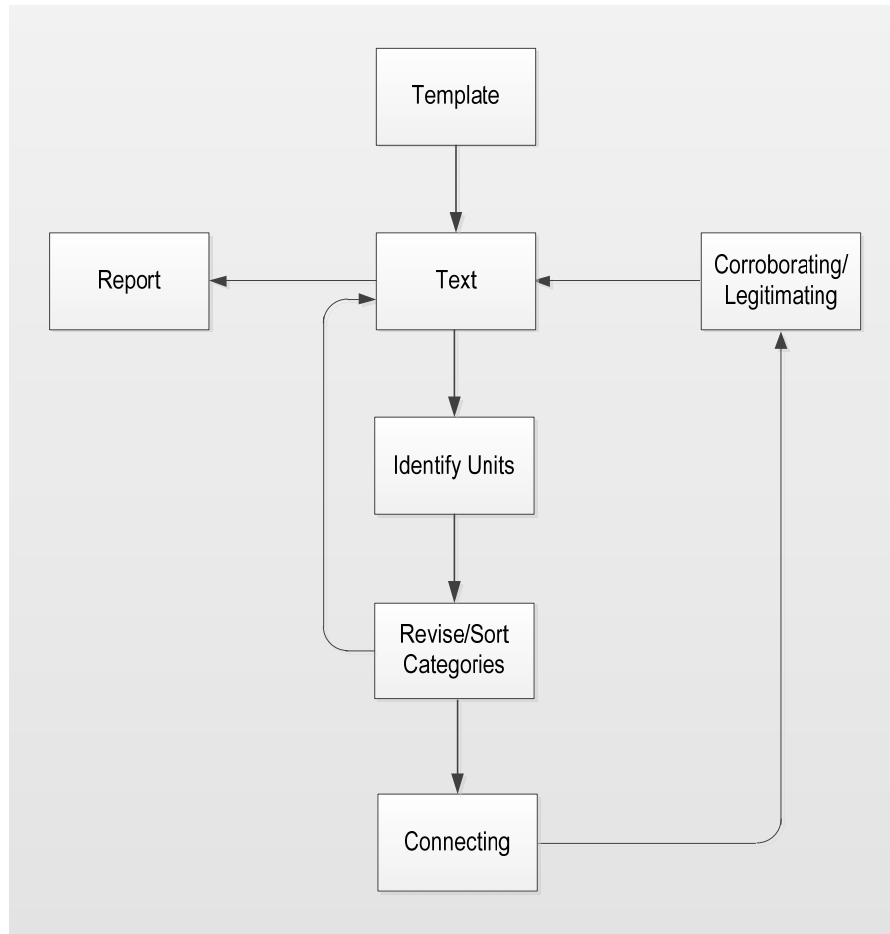 Template
Report
Text
Corroborating/
Legitimating
Identify Units
Revise/Sort
Categories
Connecting